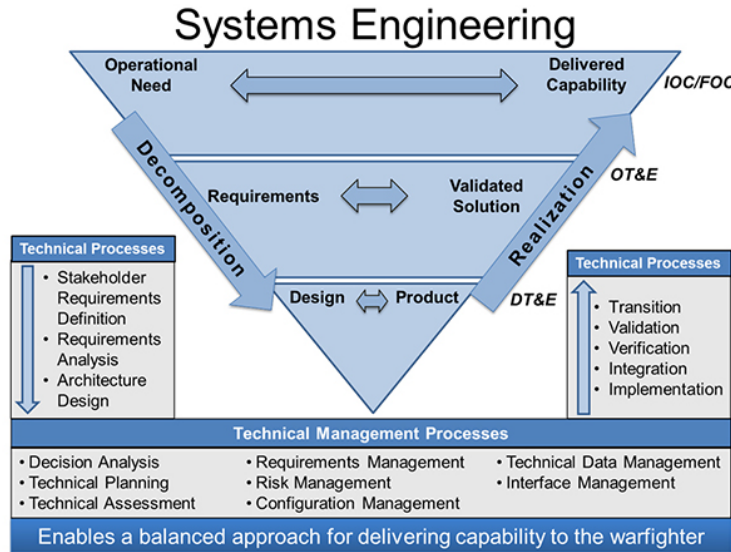 Systems Engineering
Operational
Need
Delivered
Capability
IOC/FOC
Decomposition
Realization
OT&E
Requirements
Validated
Solution
Design
Product
DT&E
Technical Processes
• Stakeholder
Requirements
Definition
• Requirements
Analysis
• Architecture
Design
Technical Processes
• Transition
• Validation
• Verification
• Integration
• Implementation
Technical Management Processes
• Decision Analysis
• Technical Planning
• Technical Assessment
• Requirements Management
• Risk Management
• Configuration Management
• Technical Data Management
• Interface Management
Enables a balanced approach for delivering capability to the warfighter